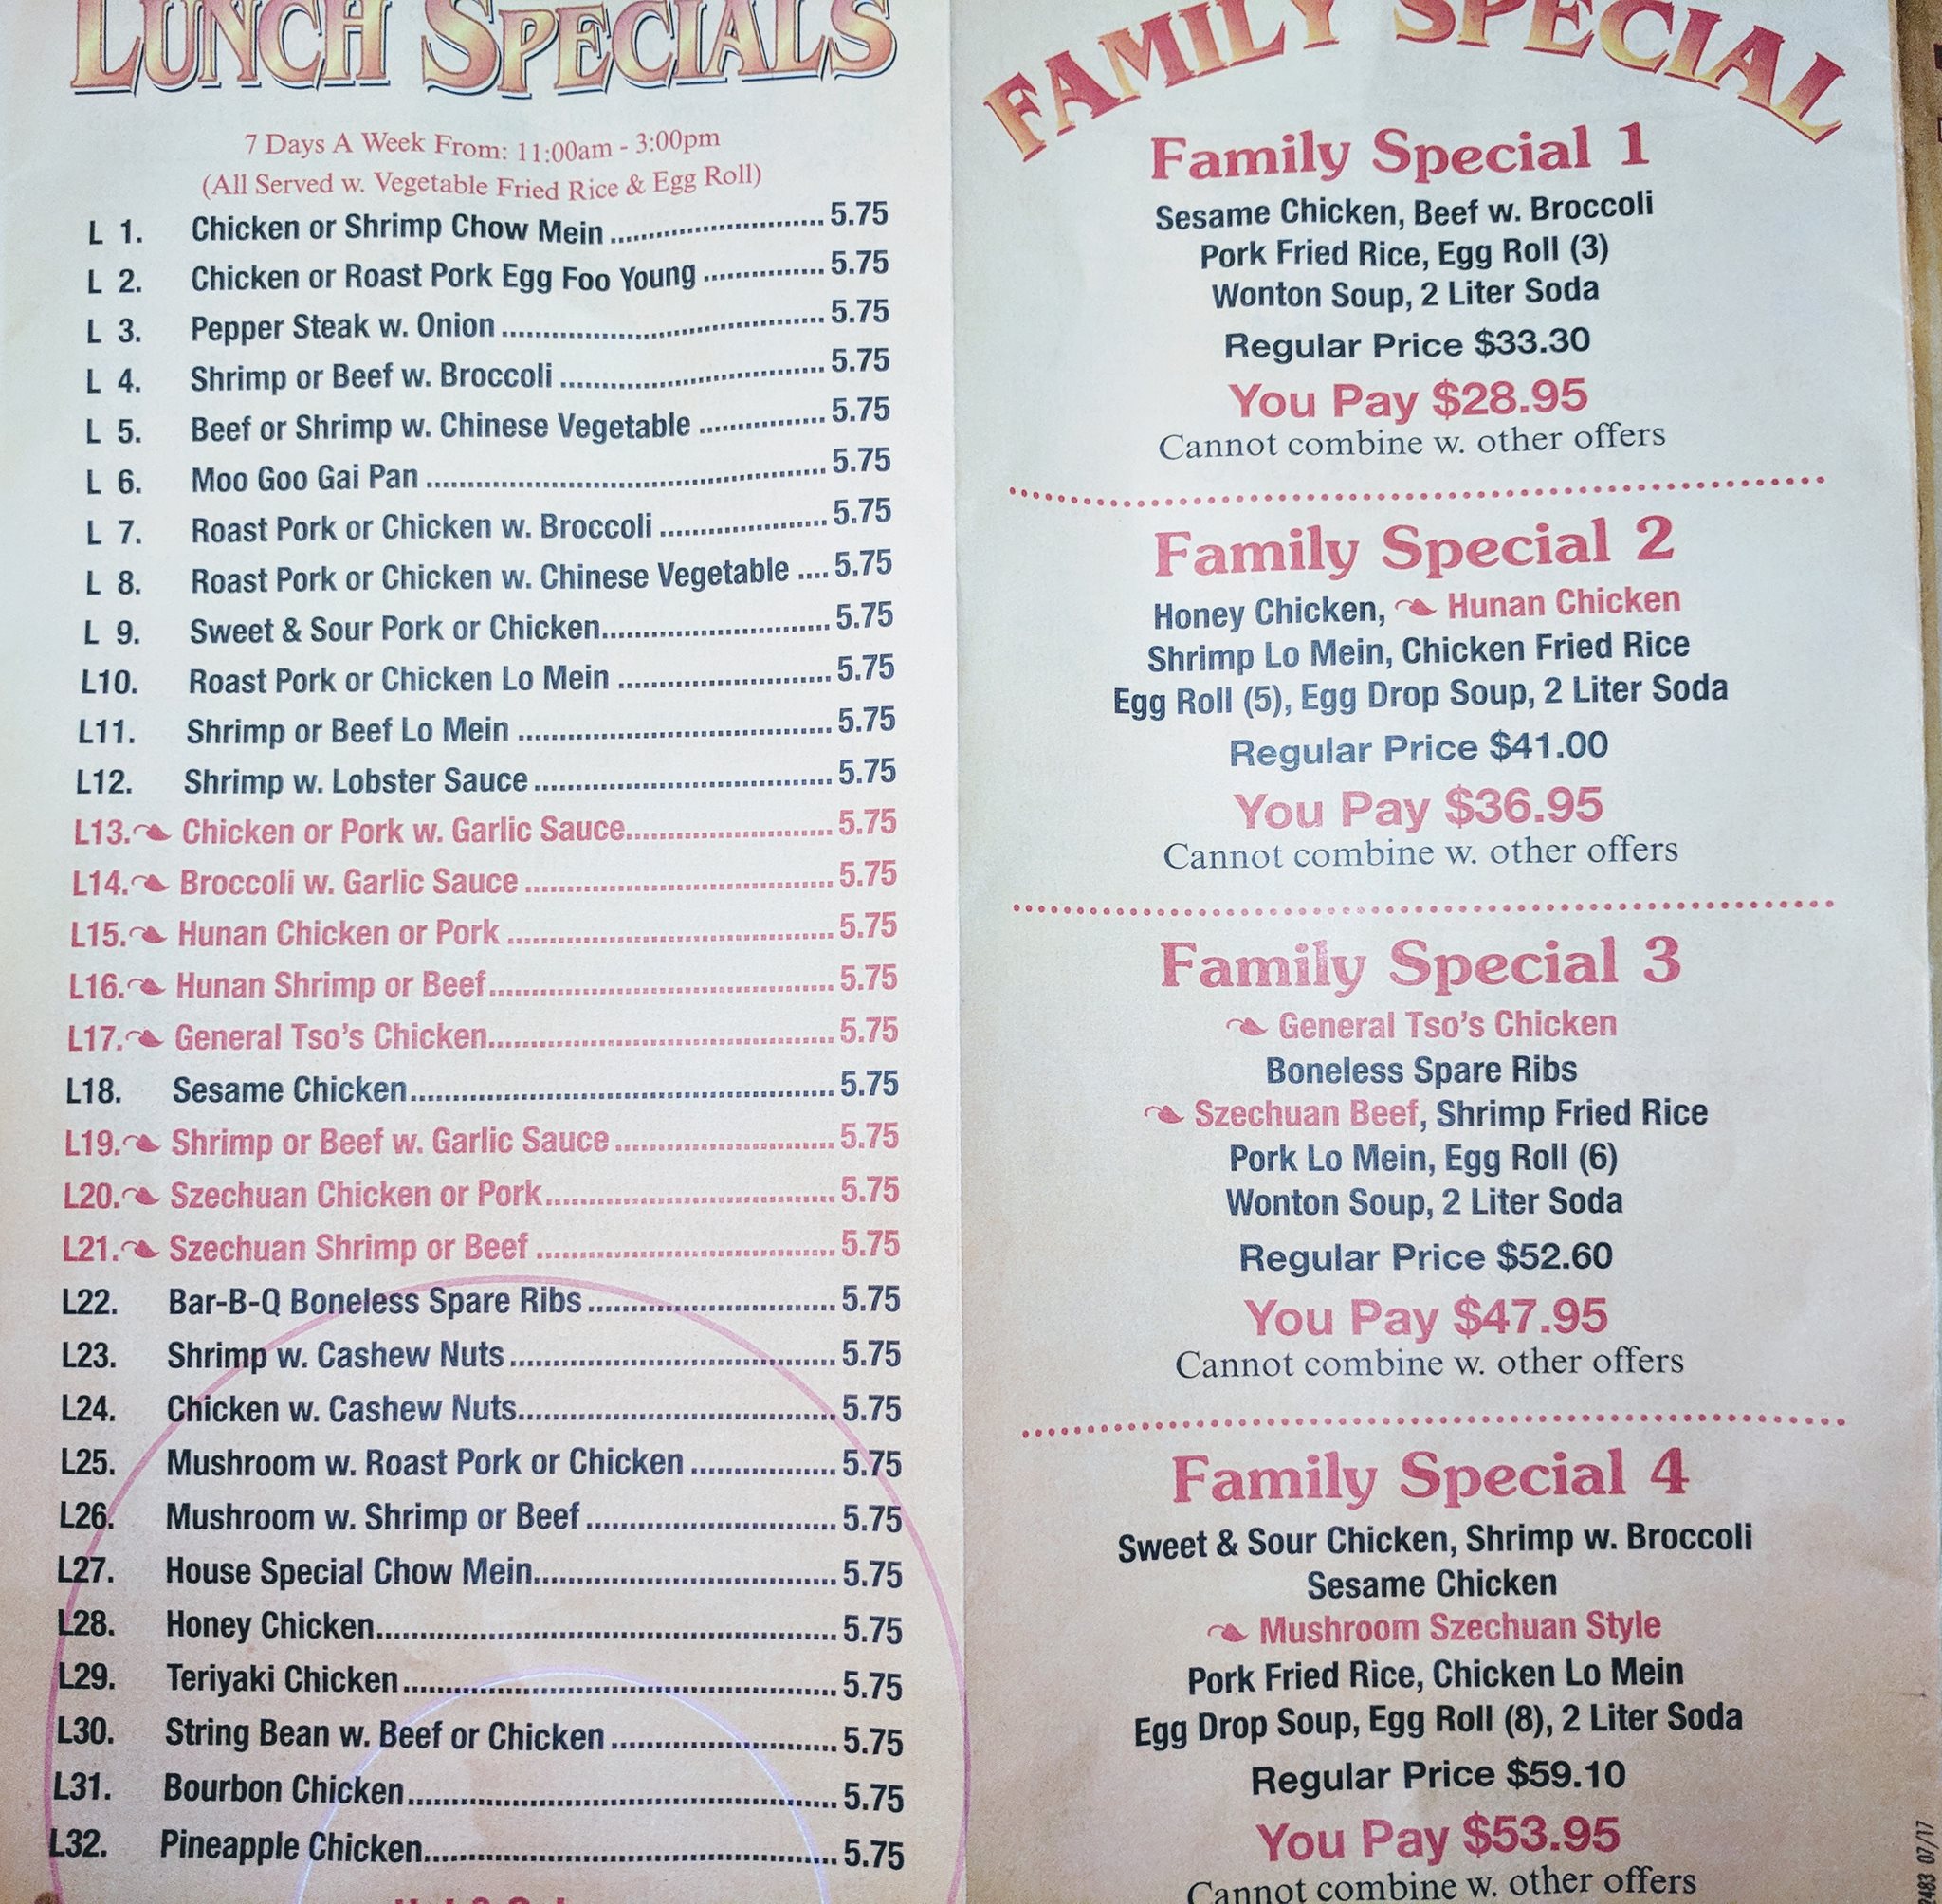 LUNCH SPECIALS
7 Days A Week From: 11:00am - 3:00pm
(All Served w. Vegetable Fried Rice & Egg Roll)
L 1. Chicken or Shrimp Chow Mein 5.75
L 2. Chicken or Roast Pork Egg Foo Young 5.75
L 3. Pepper Steak w. Onion 5.75
L 4. Shrimp or Beef w. Broccoli 5.75
L 5. Beef or Shrimp w. Chinese Vegetable 5.75
L 6. Moo Goo Gai Pan 5.75
L 7. Roast Pork or Chicken w. Broccoli 5.75
L 8. Roast Pork or Chicken w. Chinese Vegetable 5.75
L 9. Sweet & Sour Pork or Chicken 5.75
L10. Roast Pork or Chicken Lo Mein 5.75
L11. Shrimp or Beef Lo Mein 5.75
L12. Shrimp w. Lobster Sauce 5.75
L13. Chicken or Pork w. Garlic Sauce 5.75
L14. Broccoli w. Garlic Sauce 5.75
L15. Hunan Chicken or Pork 5.75
L16. Hunan Shrimp or Beef 5.75
L17. General Tso's Chicken 5.75
L18. Sesame Chicken 5.75
L19. Shrimp or Beef w. Garlic Sauce 5.75
L20. Szechuan Chicken or Pork 5.75
L21. Szechuan Shrimp or Beef 5.75
L22. Bar-B-Q Boneless Spare Ribs 5.75
L23. Shrimp w. Cashew Nuts 5.75
L24. Chicken w. Cashew Nuts 5.75
L25. Mushroom w. Roast Pork or Chicken 5.75
L26. Mushroom w. Shrimp or Beef 5.75
L27. House Special Chow Mein 5.75
L28. Honey Chicken 5.75
L29. Teriyaki Chicken 5.75
L30. String Bean w. Beef or Chicken 5.75
L31. Bourbon Chicken 5.75
L32. Pineapple Chicken 5.75
FAMILY SPECIAL
Family Special 1
Sesame Chicken, Beef w. Broccoli
Pork Fried Rice, Egg Roll (3)
Wonton Soup, 2 Liter Soda
Regular Price $33.30
You Pay $28.95
Cannot combine w. other offers
Family Special 2
Honey Chicken, Hunan Chicken
Shrimp Lo Mein, Chicken Fried Rice
Egg Roll (5), Egg Drop Soup, 2 Liter Soda
Regular Price $41.00
You Pay $36.95
Cannot combine w. other offers
Family Special 3
General Tso's Chicken
Boneless Spare Ribs
Szechuan Beef, Shrimp Fried Rice
Pork Lo Mein, Egg Roll (6)
Wonton Soup, 2 Liter Soda
Regular Price $52.60
You Pay $47.95
Cannot combine w. other offers
Family Special 4
Sweet & Sour Chicken, Shrimp w. Broccoli
Sesame Chicken
Mushroom Szechuan Style
Pork Fried Rice, Chicken Lo Mein
Egg Drop Soup, Egg Roll (8), 2 Liter Soda
Regular Price $59.10
You Pay $53.95
Cannot combine w. other offers
07/17